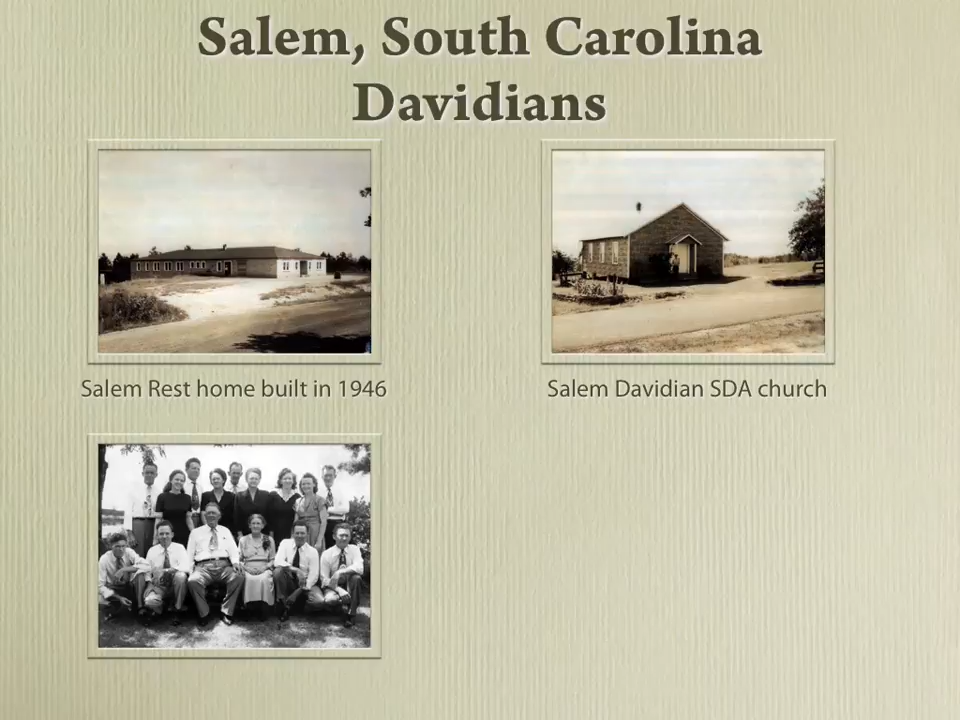 Salem, South Carolina
Davidians
Salem Rest home built in 1946
Salem Davidian SDA church